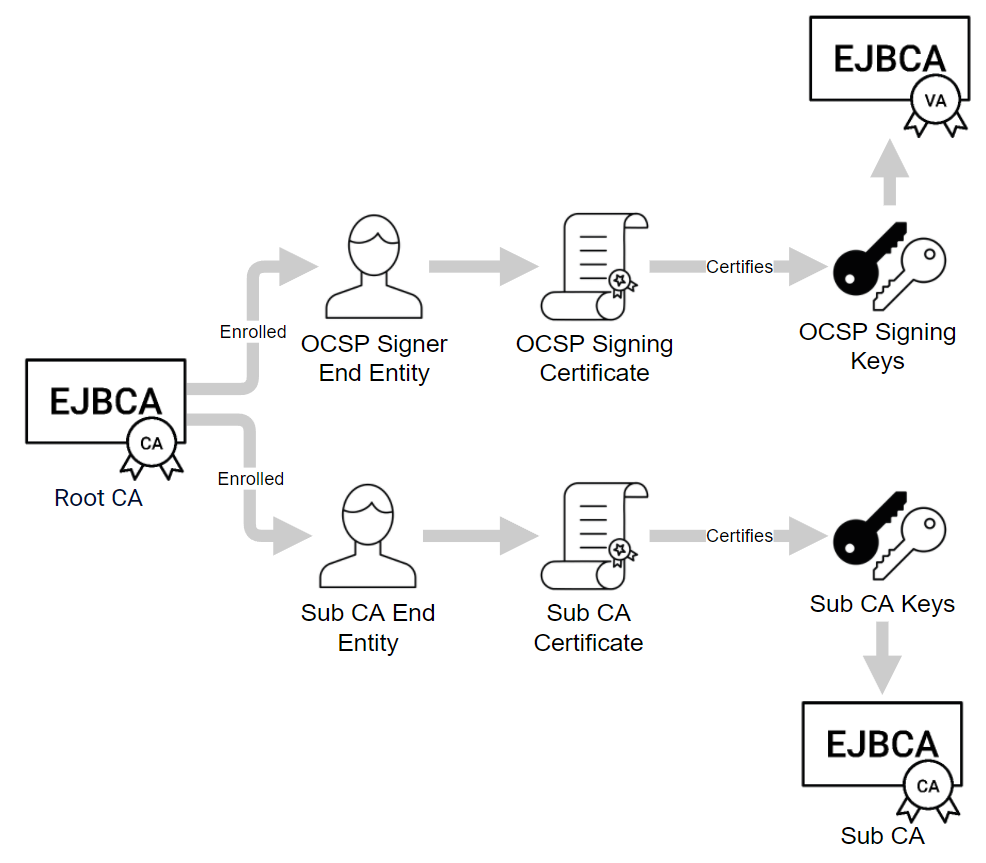 EJBCA
VA
Enrolled
OCSP Signer
End Entity
OCSP Signing
Certificate
Certifies
OCSP Signing
Keys
EJBCA
CA
Root CA
Enrolled
Sub CA End
Entity
Sub CA
Certificate
Certifies
Sub CA Keys
EJBCA
CA
Sub CA